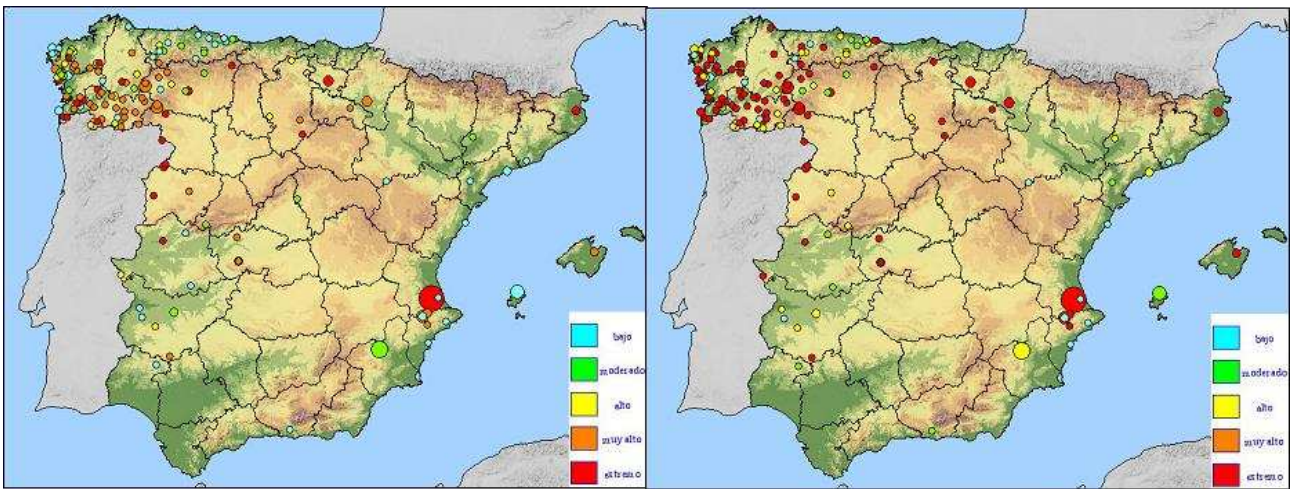 bajo
moderado
alto
muy alto
extremo
bajo
moderado
alto
muy alto
extremo